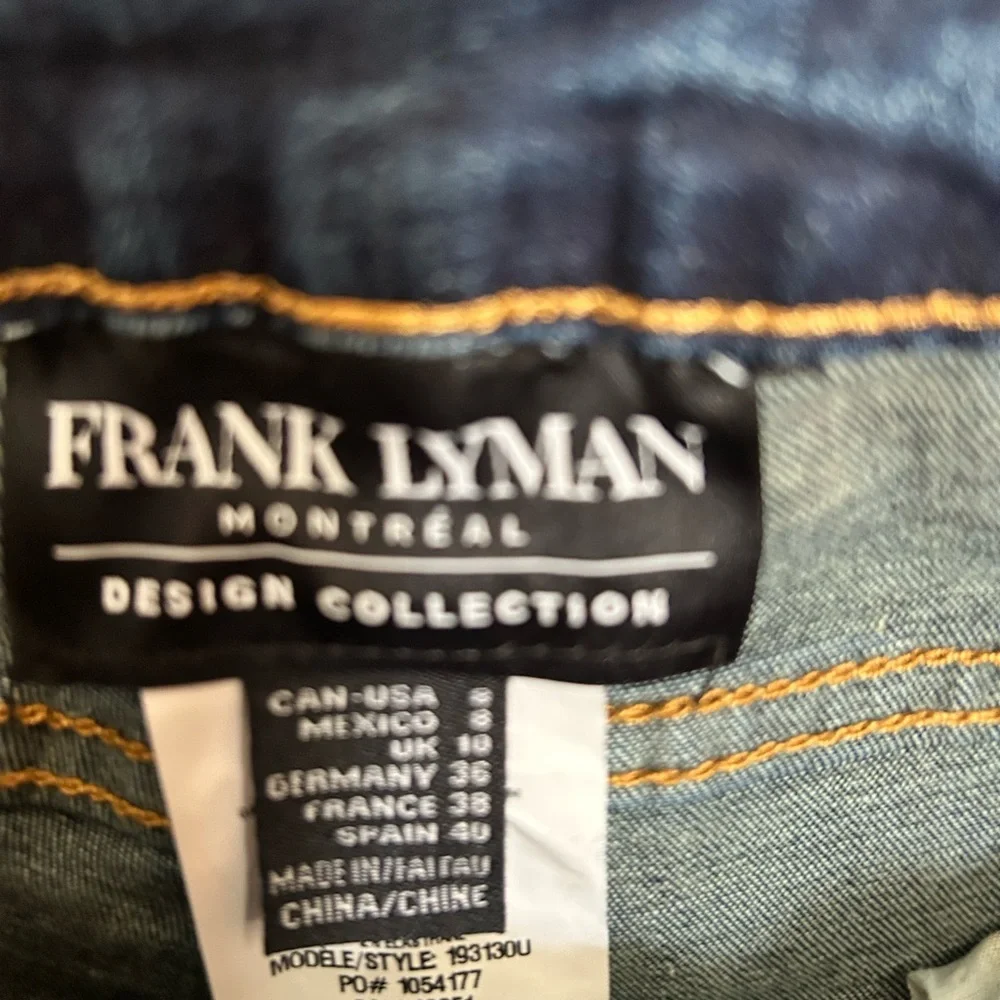 FRANK LYMAN
MONTRÉAL
DESIGN COLLECTION
CAN-USA 8
MEXICO 8
UK 10
GERMANY 36
FRANCE 38
SPAIN 40
MADE IN/FAIT AU
CHINA/CHINE
MODÈLE/STYLE: 193130U
PO# 1054177